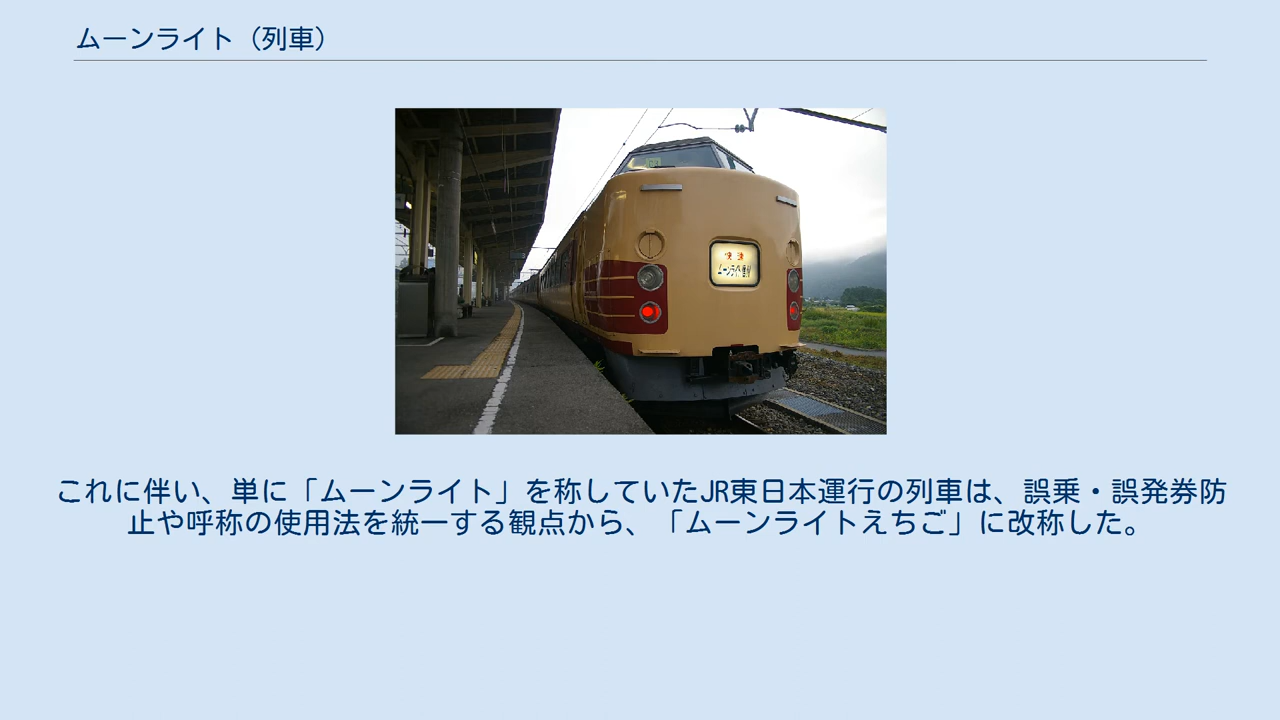 ムーンライト（列車）
快速
これに伴い、単に「ムーンライト」を称していたJR東日本運行の列車は、誤乗・誤発券防
止や呼称の使用法を統一する観点から、「ムーンライトえちご」に改称した。